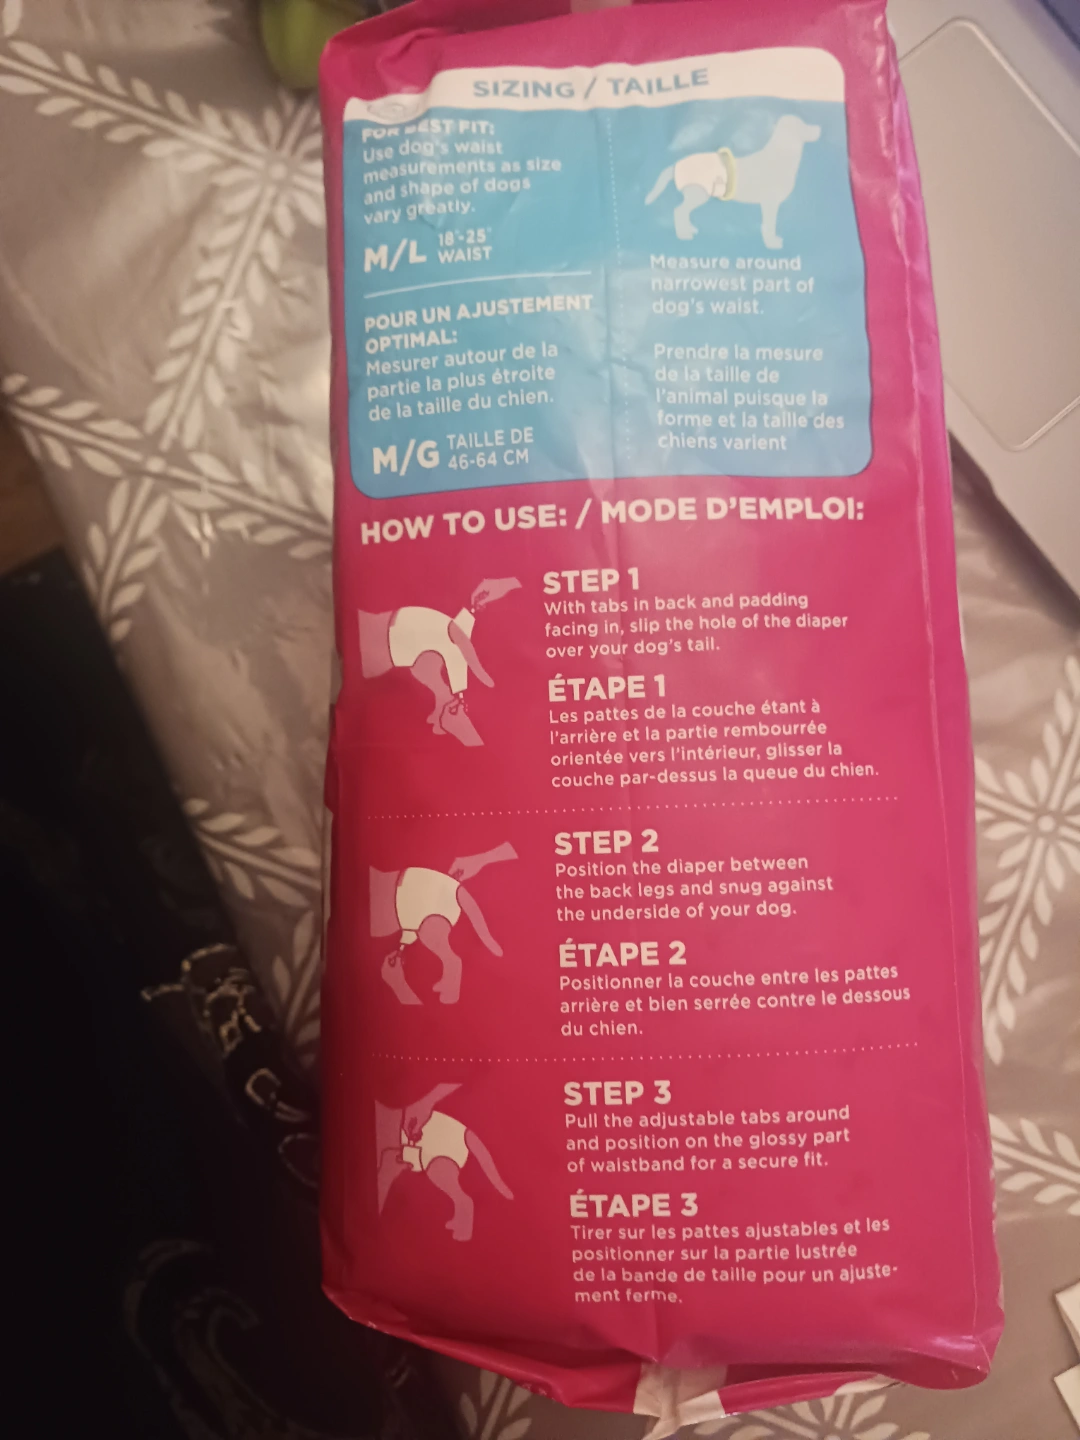 SIZING / TAILLE
FOR BEST FIT:
Use dog's waist
measurements as size
and shape of dogs
vary greatly.
M/L 18"-25"
WAIST
POUR UN AJUSTEMENT
OPTIMAL:
Mesurer autour de la
partie la plus étroite
de la taille du chien.
M/G TAILLE DE
46-64 CM
Measure around
narrowest part of
dog's waist.
Prendre la mesure
de la taille de
l'animal puisque la
forme et la taille des
chiens varient
HOW TO USE: / MODE D'EMPLOI:
STEP 1
With tabs in back and padding
facing in, slip the hole of the diaper
over your dog's tail.
ÉTAPE 1
Les pattes de la couche étant à
l'arrière et la partie rembourrée
orientée vers l'intérieur, glisser la
couche par-dessus la queue du chien.
STEP 2
Position the diaper between
the back legs and snug against
the underside of your dog.
ÉTAPE 2
Positionner la couche entre les pattes
arrière et bien serrée contre le dessous
du chien.
STEP 3
Pull the adjustable tabs around
and position on the glossy part
of waistband for a secure fit.
ÉTAPE 3
Tirer sur les pattes ajustables et les
positionner sur la partie lustrée
de la bande de taille pour un ajuste-
ment ferme.